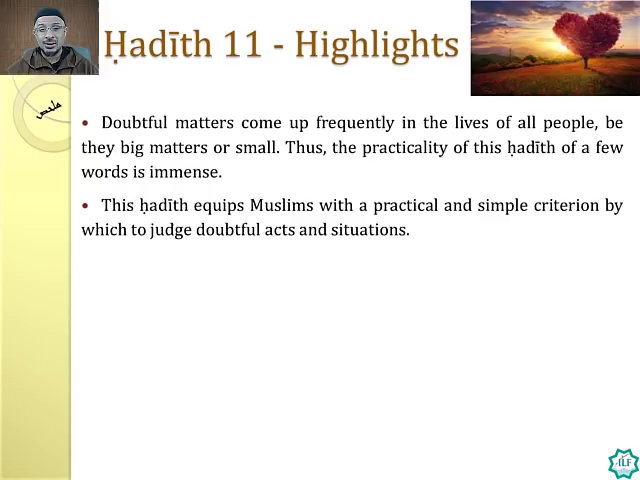 Ḥadīth 11 - Highlights
ملخص
• Doubtful matters come up frequently in the lives of all people, be
they big matters or small. Thus, the practicality of this ḥadīth of a few
words is immense.
• This ḥadīth equips Muslims with a practical and simple criterion by
which to judge doubtful acts and situations.
ILF